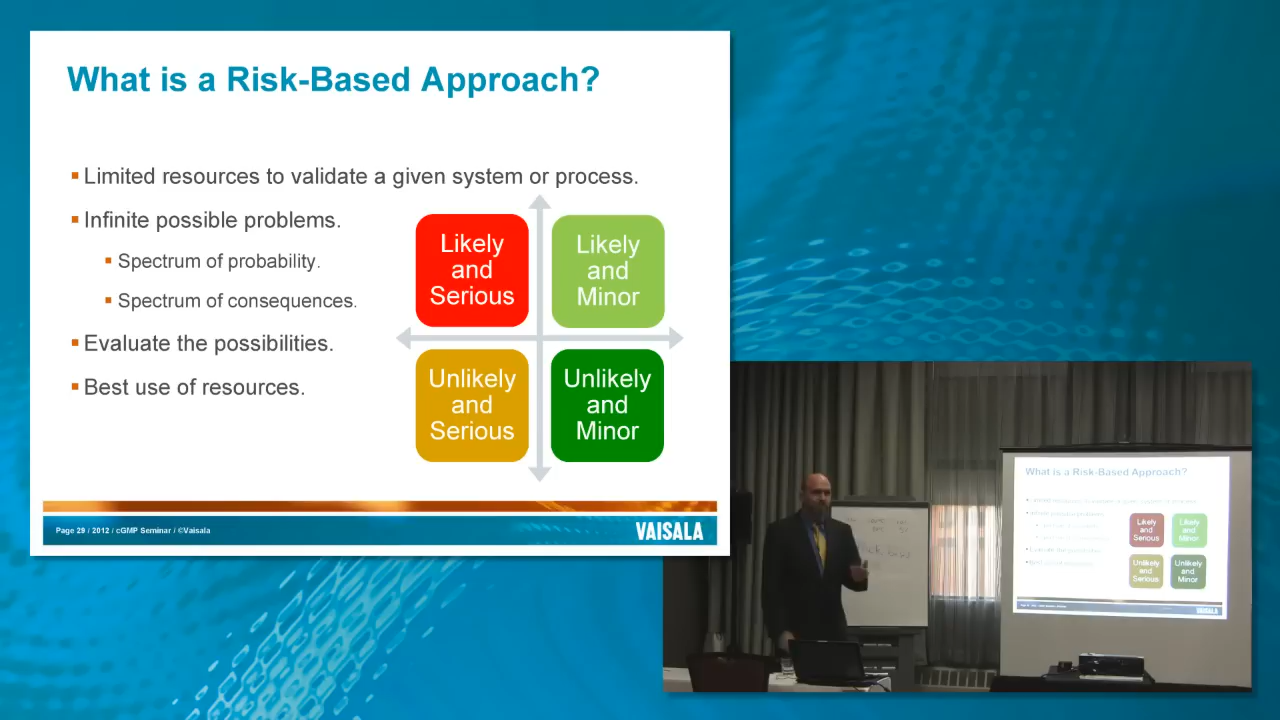 What is a Risk-Based Approach?
Limited resources to validate a given system or process.
Infinite possible problems.
Spectrum of probability.
Spectrum of consequences.
Evaluate the possibilities.
Best use of resources.
Likely
and
Serious
Likely
and
Minor
Unlikely
and
Serious
Unlikely
and
Minor
Page 29 / 2012 / cGMP Seminar / ©Vaisala
VAISALA
What is a Risk-Based Approach?
Likely
and
Serious
Likely
and
Minor
Unlikely
and
Serious
Unlikely
and
Minor
VAISALA